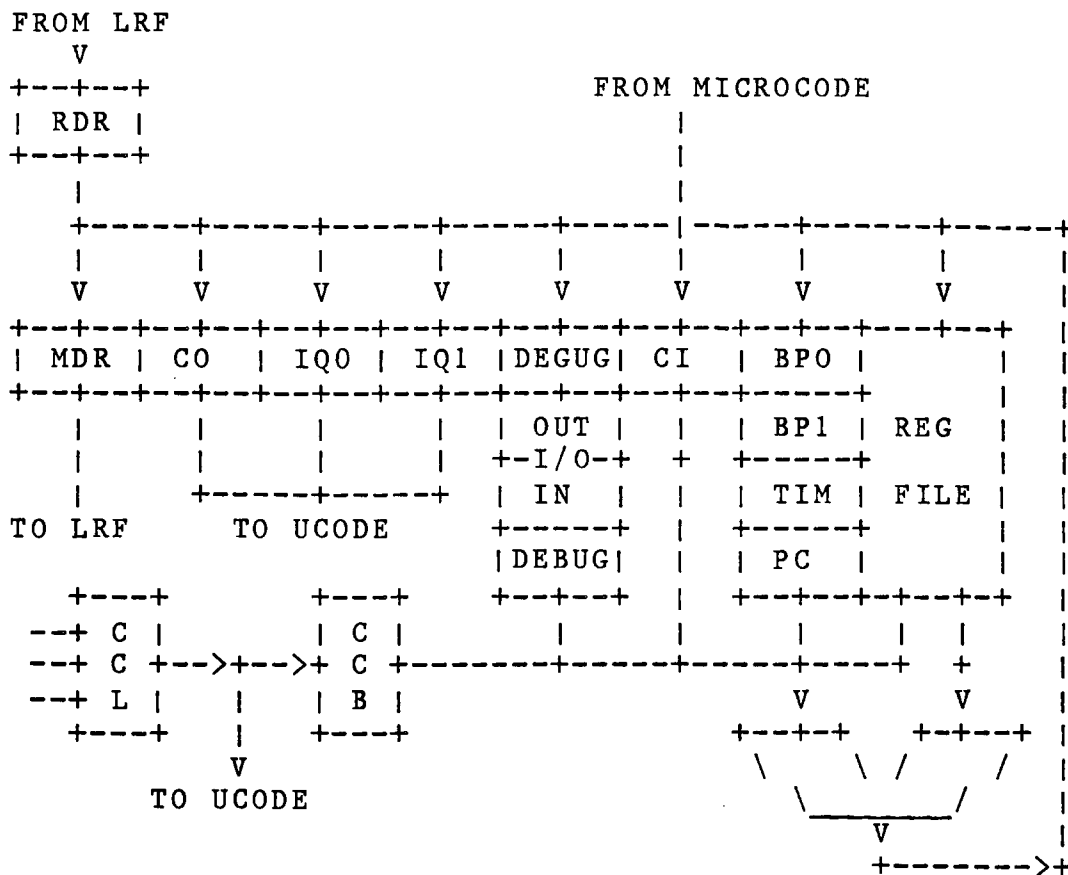 FROM LRF
V
FROM MICROCODE
RDR
V V V V V V V V
MDR CO IQ0 IQ1 DEGUG CI BPO
OUT BP1 REG
I/O
IN TIM FILE
TO LRF TO UCODE
DEBUG PC
C C
C C
L B
V V
V
TO UCODE
V